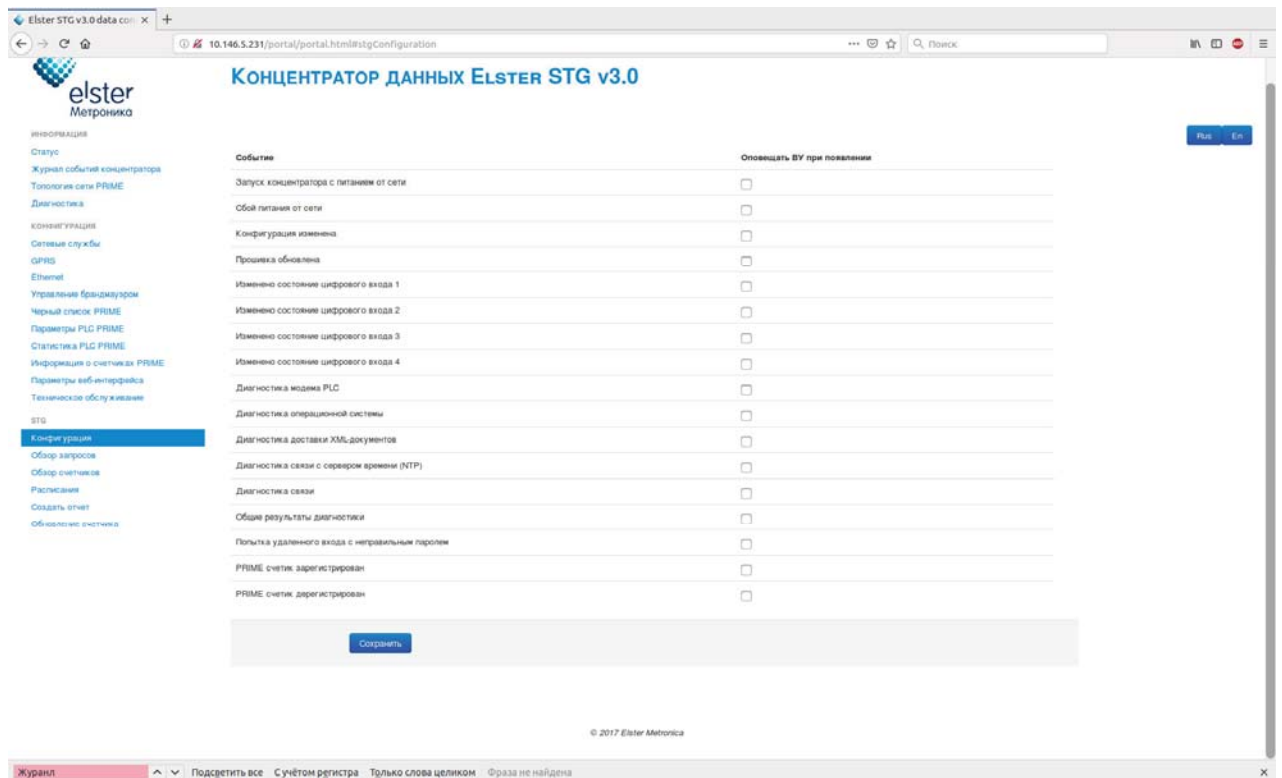 Elster STG v3.0 data con
10.146.5.231/portal/portal.html#stgConfiguration
Поиск
elster
Метроника
КОНЦЕНТРАТОР ДАННЫХ ELSTER STG V3.0
Rus En
ИНФОРМАЦИЯ
Статус
Журнал событий концентратора
Топология сети PRIME
Диагностика
КОНФИГУРАЦИЯ
Сетевые службы
GPRS
Ethernet
Управление брандмауэром
Черный список PRIME
Параметры PLC PRIME
Статистика PLC PRIME
Информация о счетчиках PRIME
Параметры веб-интерфейса
Техническое обслуживание
STG
Конфигурация
Обзор запросов
Обзор счетчиков
Расписания
Создать отчет
Обновление счетчика
Событие Оповещать ВУ при появлении
Запуск концентратора с питанием от сети
Сбой питания от сети
Конфигурация изменена
Прошивка обновлена
Изменено состояние цифрового входа 1
Изменено состояние цифрового входа 2
Изменено состояние цифрового входа 3
Изменено состояние цифрового входа 4
Диагностика модема PLC
Диагностика операционной системы
Диагностика доставки XML-документов
Диагностика связи с сервером времени (NTP)
Диагностика связи
Общие результаты диагностики
Попытка удаленного входа с неправильным паролем
PRIME счетик зарегистрирован
PRIME счетик дерегистрирован
Сохранить
© 2017 Elster Metronica
Журанл Подсветить все С учётом регистра Только слова целиком Фраза не найдена